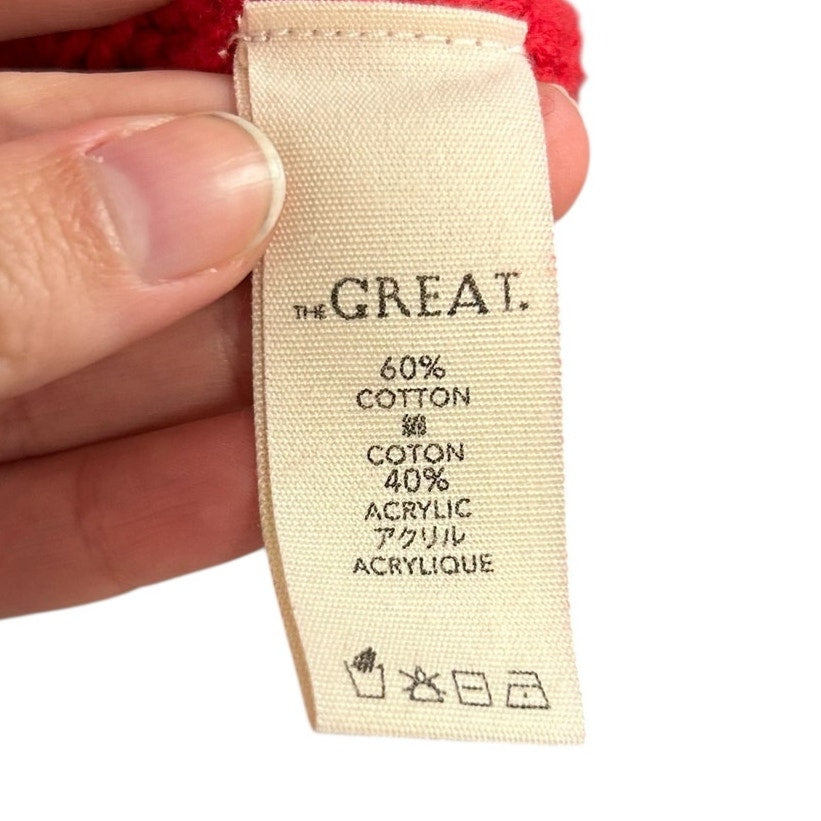 THE GREAT.
60%
COTTON
綿
COTON
40%
ACRYLIC
アクリル
ACRYLIQUE